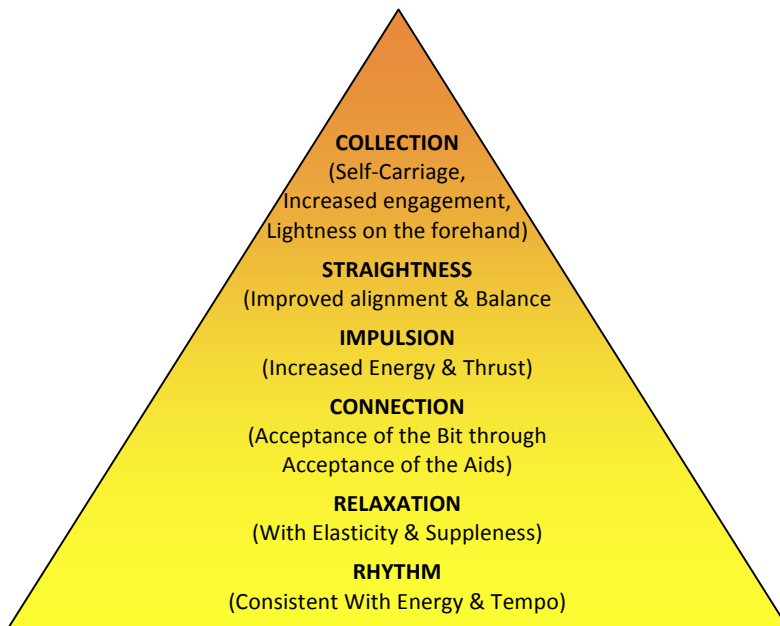 COLLECTION
(Self-Carriage,
Increased engagement,
Lightness on the forehand)
STRAIGHTNESS
(Improved alignment & Balance
IMPULSION
(Increased Energy & Thrust)
CONNECTION
(Acceptance of the Bit through
Acceptance of the Aids)
RELAXATION
(With Elasticity & Suppleness)
RHYTHM
(Consistent With Energy & Tempo)